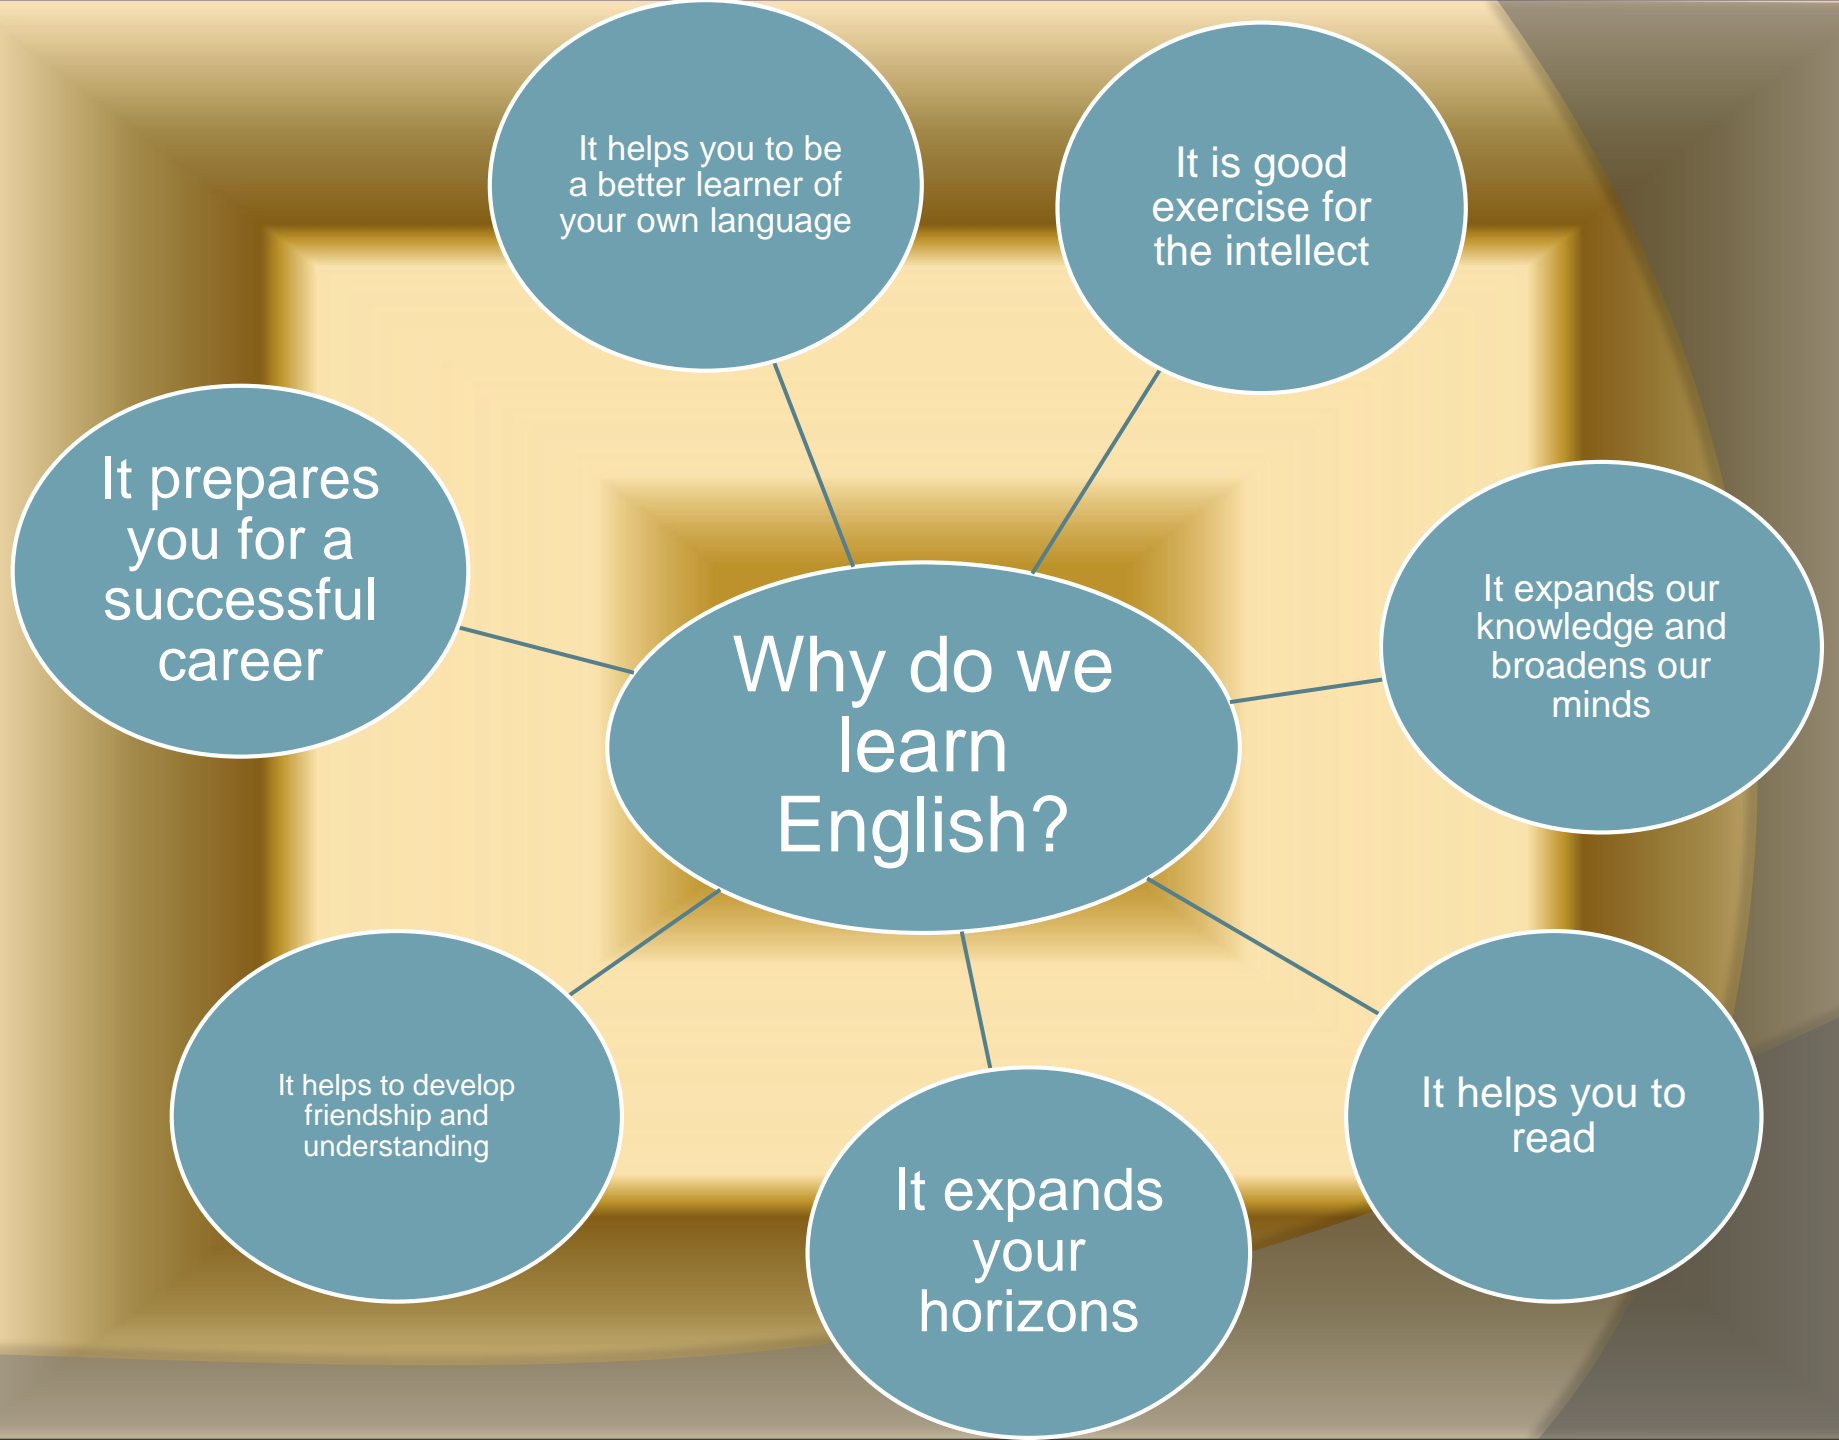 It helps you to be
a better learner of
your own language
It is good
exercise for
the intellect
It prepares
you for a
successful
career
It expands our
knowledge and
broadens our
minds
Why do we
learn
English?
It helps to develop
friendship and
understanding
It expands
your
horizons
It helps you to
read